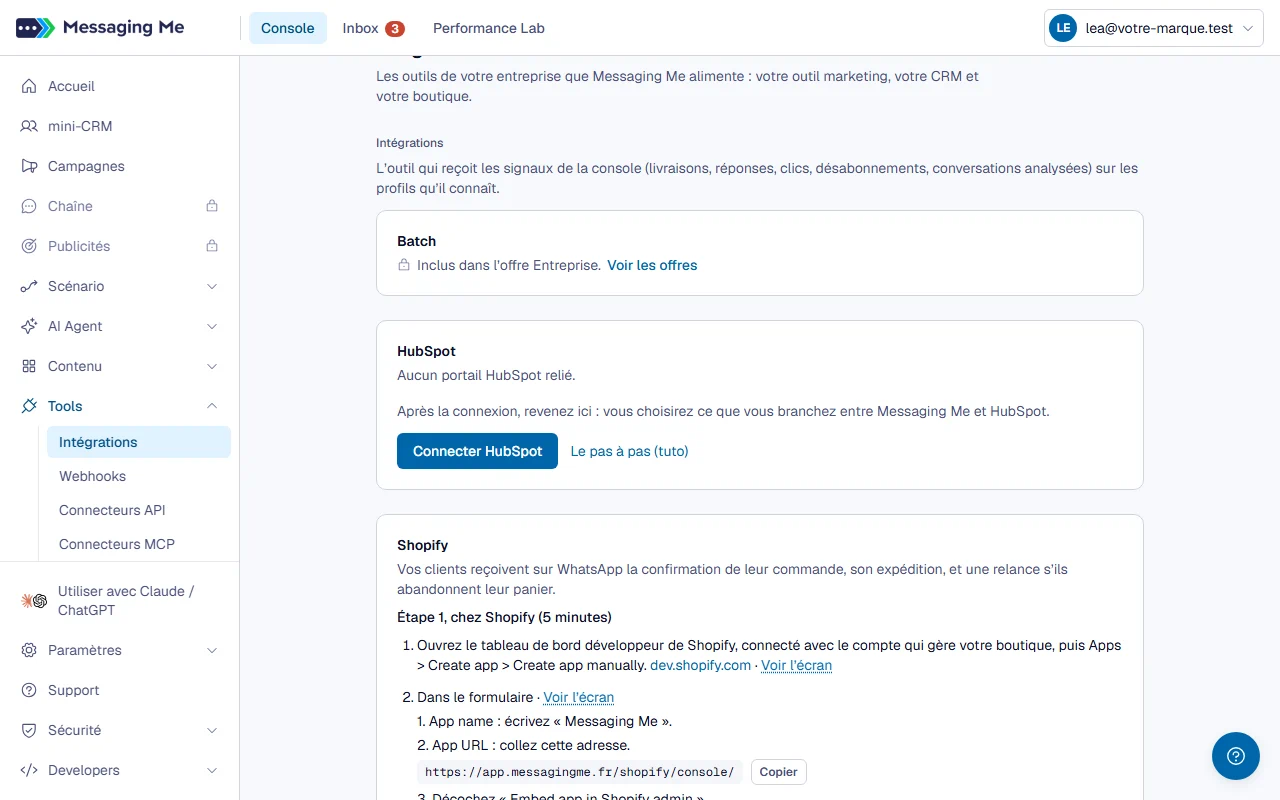 Messaging Me
Console
Inbox 3
Performance Lab
LE lea@votre-marque.test
Accueil
mini-CRM
Campagnes
Chaîne
Publicités
Scénario
AI Agent
Contenu
Tools
Intégrations
Webhooks
Connecteurs API
Connecteurs MCP
Utiliser avec Claude /
ChatGPT
Paramètres
Support
Sécurité
Developers
Les outils de votre entreprise que Messaging Me alimente : votre outil marketing, votre CRM et
votre boutique.
Intégrations
L'outil qui reçoit les signaux de la console (livraisons, réponses, clics, désabonnements, conversations analysées) sur les
profils qu'il connaît.
Batch
Inclus dans l'offre Entreprise. Voir les offres
HubSpot
Aucun portail HubSpot relié.
Après la connexion, revenez ici : vous choisirez ce que vous branchez entre Messaging Me et HubSpot.
Connecter HubSpot
Le pas à pas (tuto)
Shopify
Vos clients reçoivent sur WhatsApp la confirmation de leur commande, son expédition, et une relance s'ils
abandonnent leur panier.
Étape 1, chez Shopify (5 minutes)
1. Ouvrez le tableau de bord développeur de Shopify, connecté avec le compte qui gère votre boutique, puis Apps
> Create app > Create app manually. dev.shopify.com · Voir l'écran
2. Dans le formulaire · Voir l'écran
1. App name : écrivez « Messaging Me ».
2. App URL : collez cette adresse.
https://app.messagingme.fr/shopify/console/ Copier
3. Décochez « Embed app in Shopify admin »